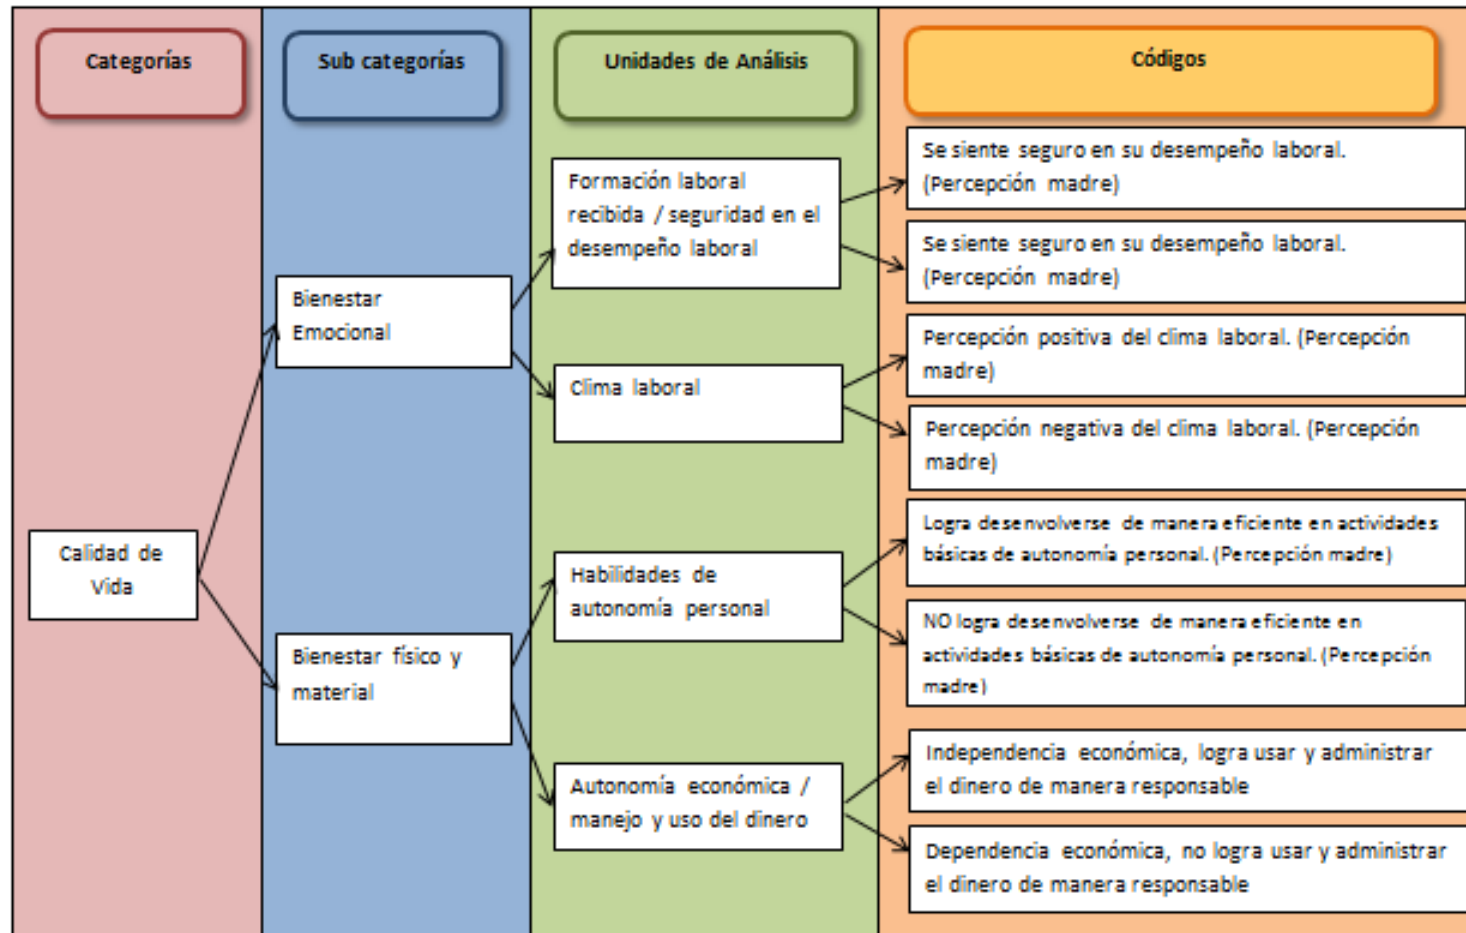 Categorías
Sub categorías
Unidades de Análisis
Códigos
Calidad de
Vida
Bienestar
Emocional
Bienestar físico y
material
Formación laboral
recibida / seguridad en el
desempeño laboral
Clima laboral
Habilidades de
autonomía personal
Autonomía económica /
manejo y uso del dinero
Se siente seguro en su desempeño laboral.
(Percepción madre)
Se siente seguro en su desempeño laboral.
(Percepción madre)
Percepción positiva del clima laboral. (Percepción
madre)
Percepción negativa del clima laboral. (Percepción
madre)
Logra desenvolverse de manera eficiente en actividades
básicas de autonomía personal. (Percepción madre)
NO logra desenvolverse de manera eficiente en
actividades básicas de autonomía personal. (Percepción
madre)
Independencia económica, logra usar y administrar
el dinero de manera responsable
Dependencia económica, no logra usar y administrar
el dinero de manera responsable